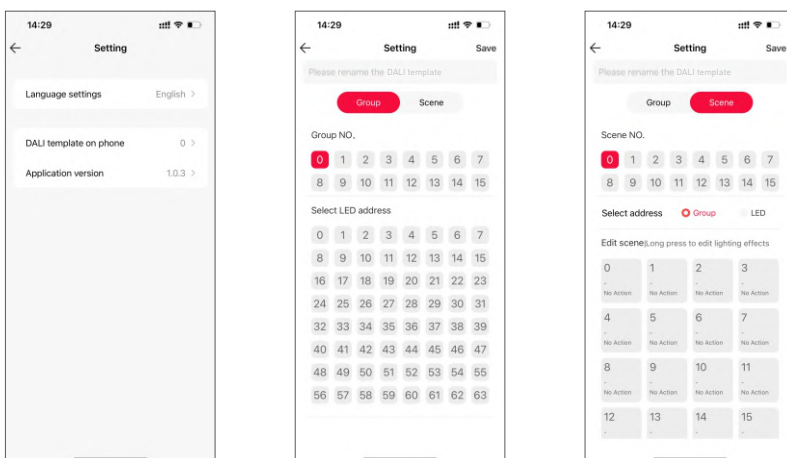 14:29
Setting
Language settings English >
DALI template on phone 0 >
Application version 1.0.3 >
14:29
Setting Save
Please rename the DALI template
Group Scene
Group NO.
0 1 2 3 4 5 6 7
8 9 10 11 12 13 14 15
Select LED address
0 1 2 3 4 5 6 7
8 9 10 11 12 13 14 15
16 17 18 19 20 21 22 23
24 25 26 27 28 29 30 31
32 33 34 35 36 37 38 39
40 41 42 43 44 45 46 47
48 49 50 51 52 53 54 55
56 57 58 59 60 61 62 63
14:29
Setting Save
Please rename the DALI template
Group Scene
Scene NO.
0 1 2 3 4 5 6 7
8 9 10 11 12 13 14 15
Select address Group LED
Edit scene|Long press to edit lighting effects
0 1 2 3
- - - -
No Action No Action No Action No Action
4 5 6 7
- - - -
No Action No Action No Action No Action
8 9 10 11
- - - -
No Action No Action No Action No Action
12 13 14 15
- - - -